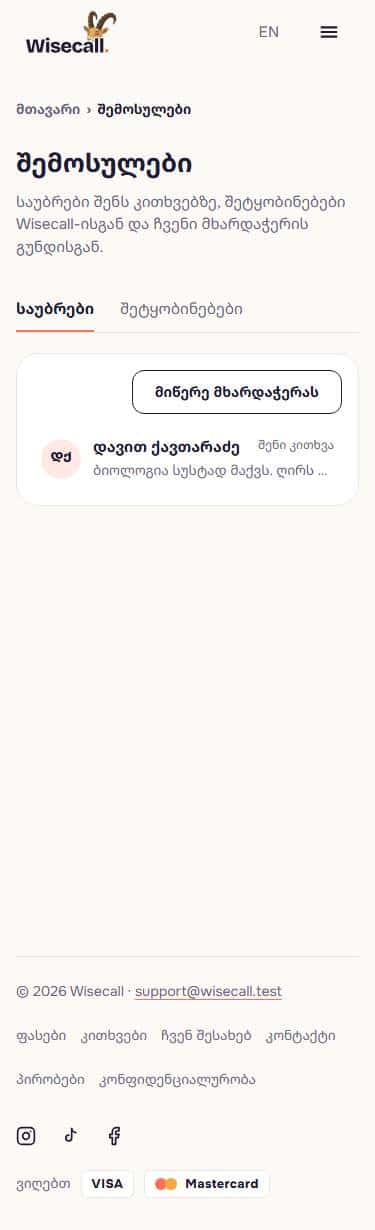 Wisecall.
EN
მთავარი › შემოსულები
შემოსულები
საუბრები შენს კითხვებზე, შეტყობინებები
Wisecall-ისგან და ჩვენი მხარდაჭერის
გუნდისგან.
საუბრები შეტყობინებები
მიწერე მხარდაჭერას
დქ დავით ქავთარაძე შენი კითხვა
ბიოლოგია სუსტად მაქვს. ღირს ...
© 2026 Wisecall · support@wisecall.test
ფასები კითხვები ჩვენ შესახებ კონტაქტი
პირობები კონფიდენციალურობა
ვიღებთ VISA Mastercard